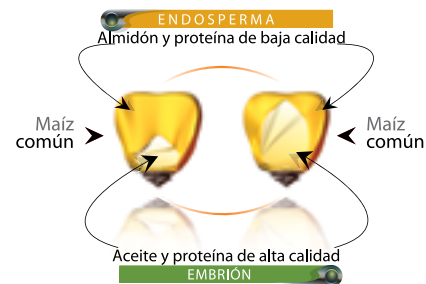 ENDOSPERMA
Almidón y proteína de baja calidad
Maíz
común
Maíz
común
Aceite y proteína de alta calidad
EMBRIÓN